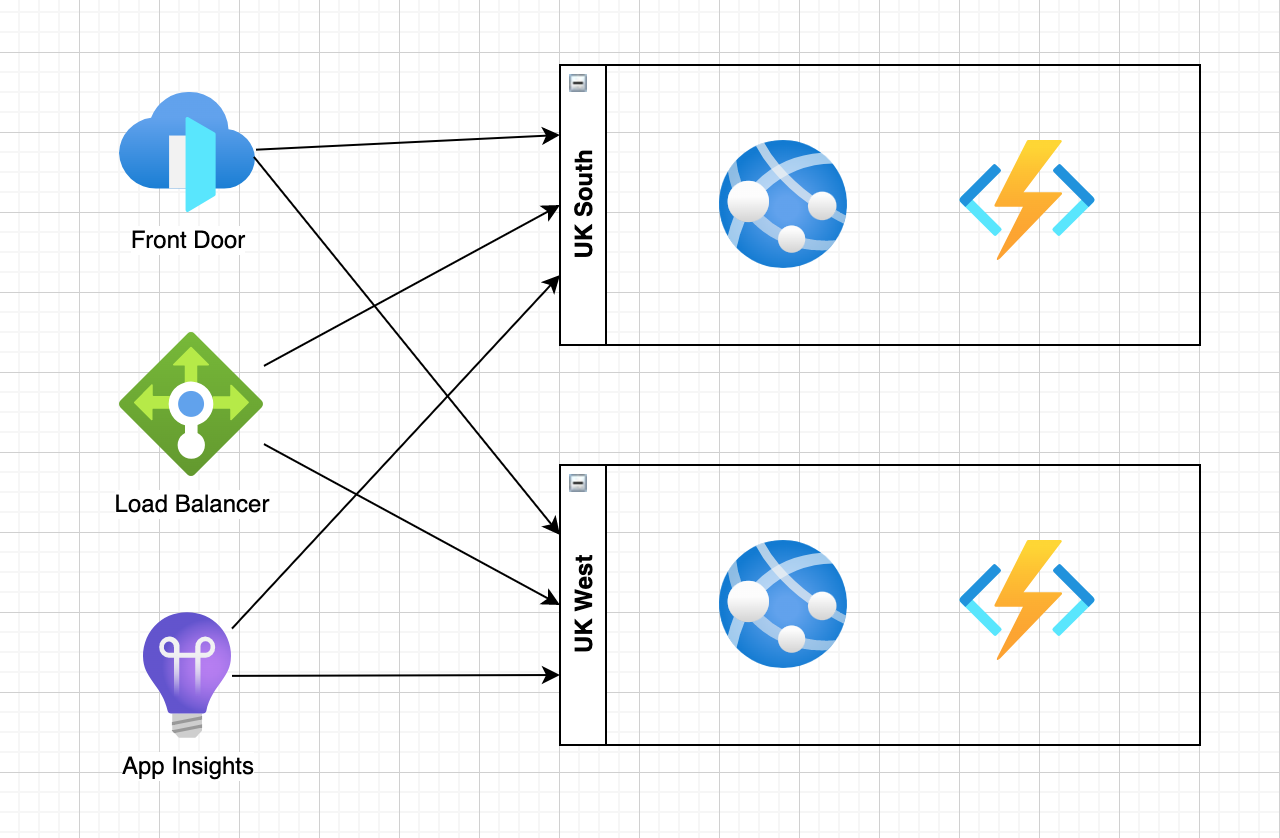 Front Door
UK South
Load Balancer
UK West
App Insights